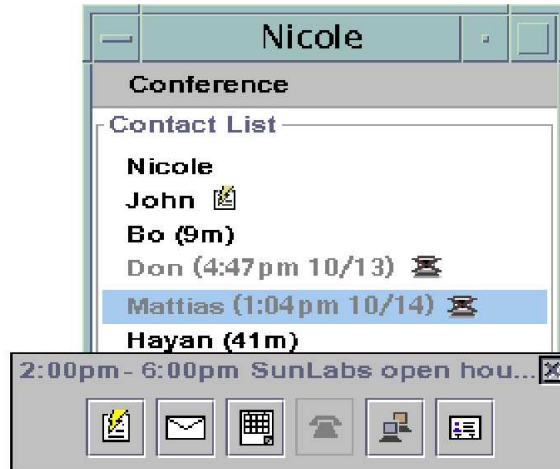 Nicole
Conference
Contact List
Nicole
John
Bo (9m)
Don (4:47pm 10/13)
Mattias (1:04pm 10/14)
Hayan (41m)
2:00pm- 6:00pm SunLabs open hou...